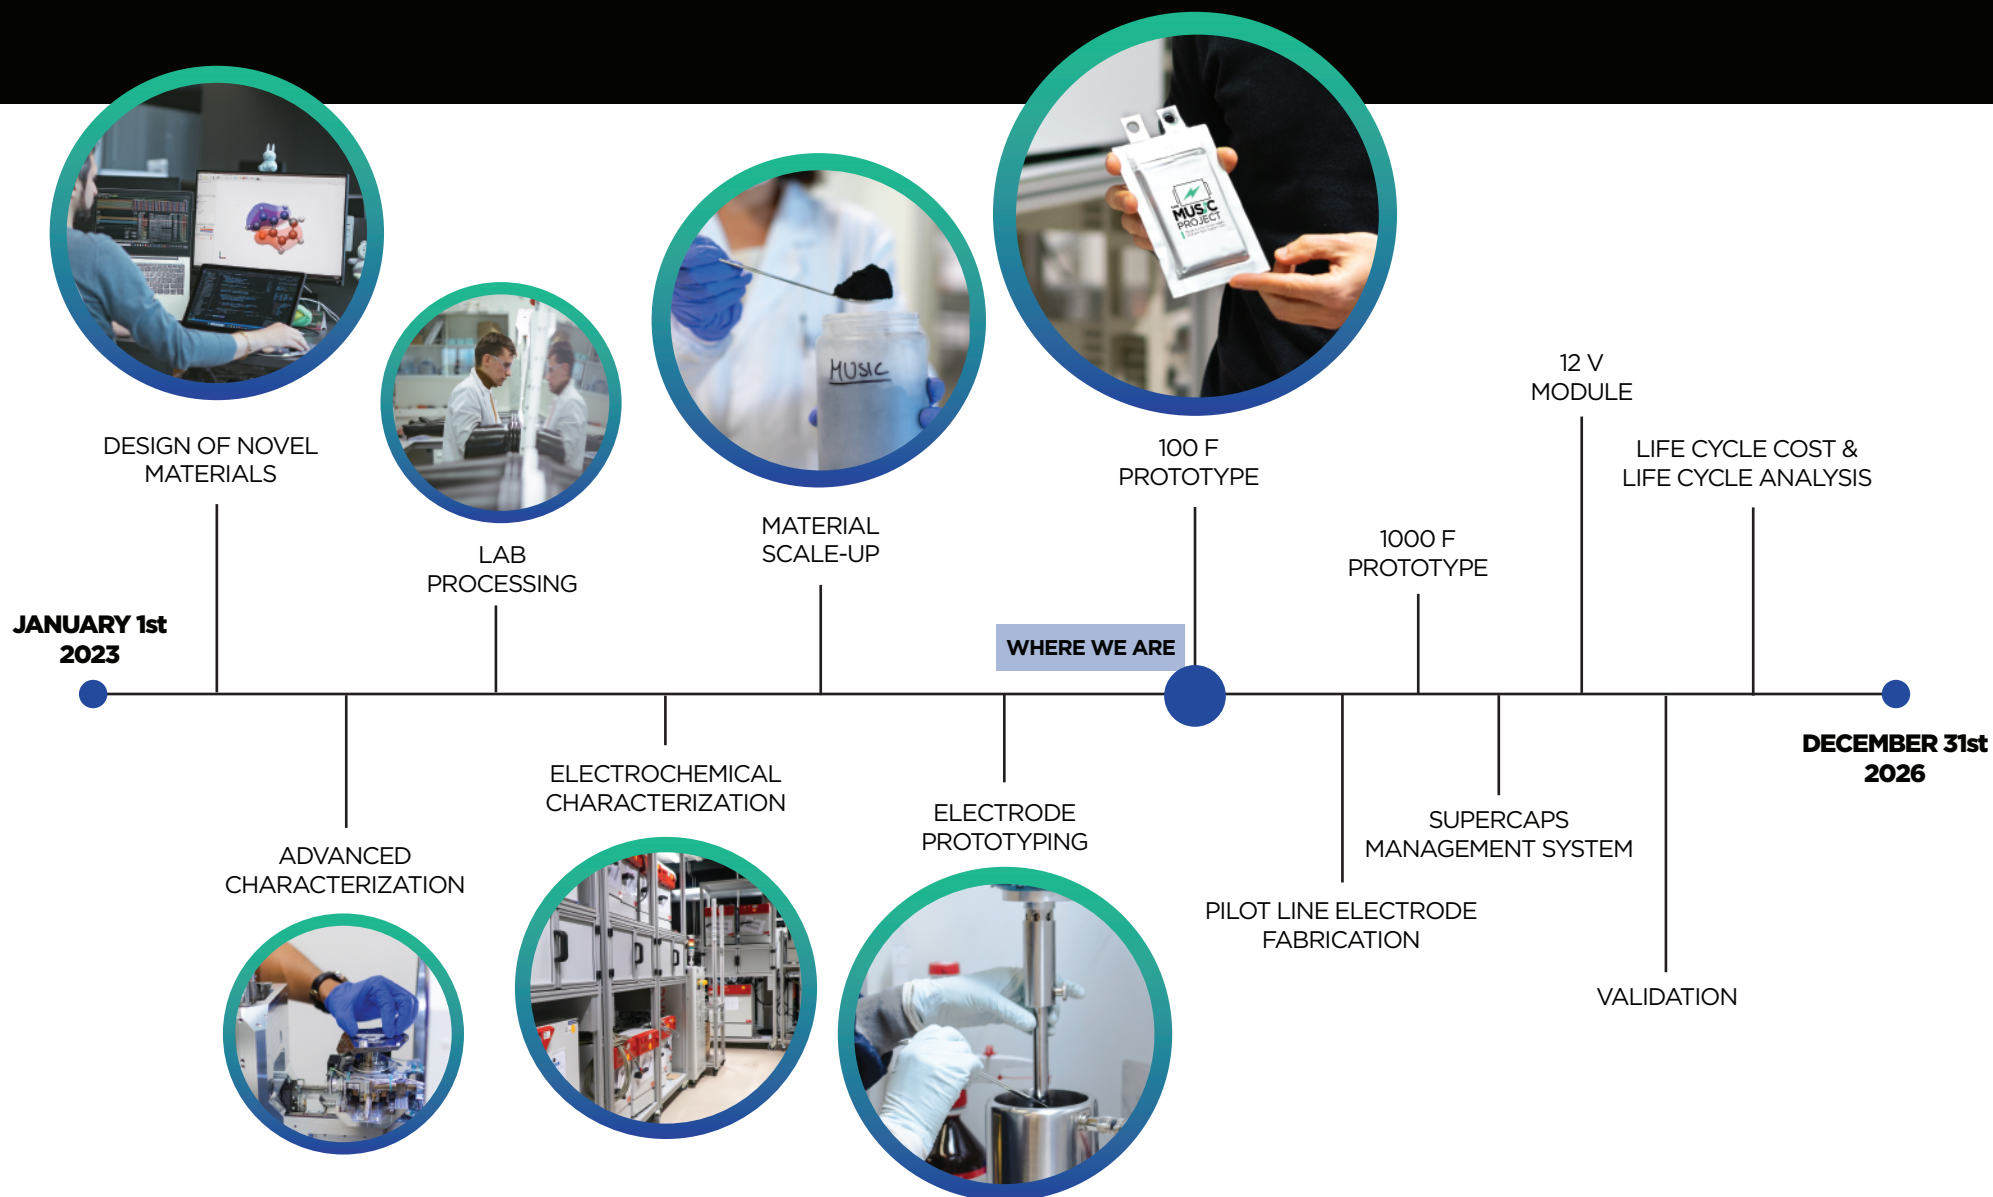 DESIGN OF NOVEL
MATERIALS
LAB
PROCESSING
MUSIC
MATERIAL
SCALE-UP
MUSIC
PROJECT
100 F
PROTOTYPE
1000 F
PROTOTYPE
12 V
MODULE
LIFE CYCLE COST &
LIFE CYCLE ANALYSIS
JANUARY 1st
2023
WHERE WE ARE
DECEMBER 31st
2026
ADVANCED
CHARACTERIZATION
ELECTROCHEMICAL
CHARACTERIZATION
ELECTRODE
PROTOTYPING
PILOT LINE ELECTRODE
FABRICATION
SUPERCAPS
MANAGEMENT SYSTEM
VALIDATION